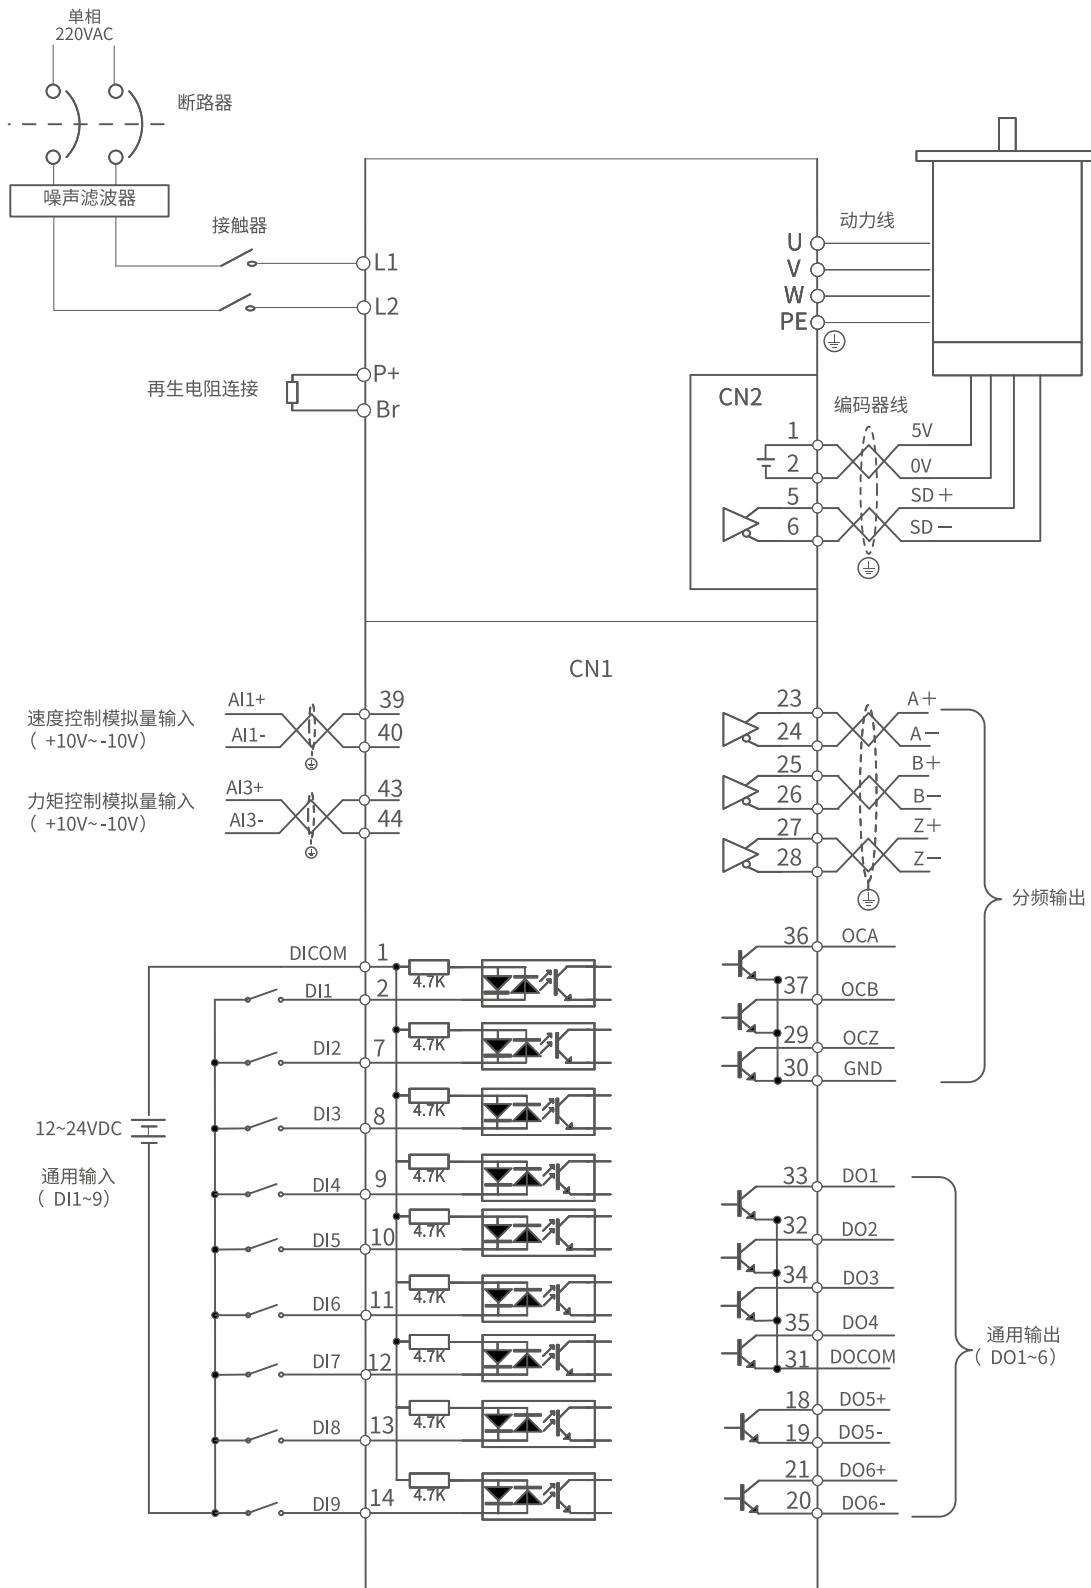 单相
220VAC
断路器
噪声滤波器
接触器
L1
L2
再生电阻连接
P+
Br
U
V
W
PE
动力线
CN2
编码器线
1
5V
2
0V
5
SD+
6
SD-
CN1
速度控制模拟量输入
( +10V~-10V)
AI1+
39
AI1-
40
力矩控制模拟量输入
( +10V~-10V)
AI3+
43
AI3-
44
23
A+
24
A-
25
B+
26
B-
27
Z+
28
Z-
分频输出
36
OCA
37
OCB
29
OCZ
30
GND
DICOM
1
4.7K
DI1
2
4.7K
DI2
7
4.7K
DI3
8
4.7K
DI4
9
4.7K
DI5
10
4.7K
DI6
11
4.7K
DI7
12
4.7K
DI8
13
4.7K
DI9
14
12~24VDC
通用输入
( DI1~9)
33
DO1
32
DO2
34
DO3
35
DO4
31
DOCOM
18
DO5+
19
DO5-
21
DO6+
20
DO6-
通用输出
( DO1~6)